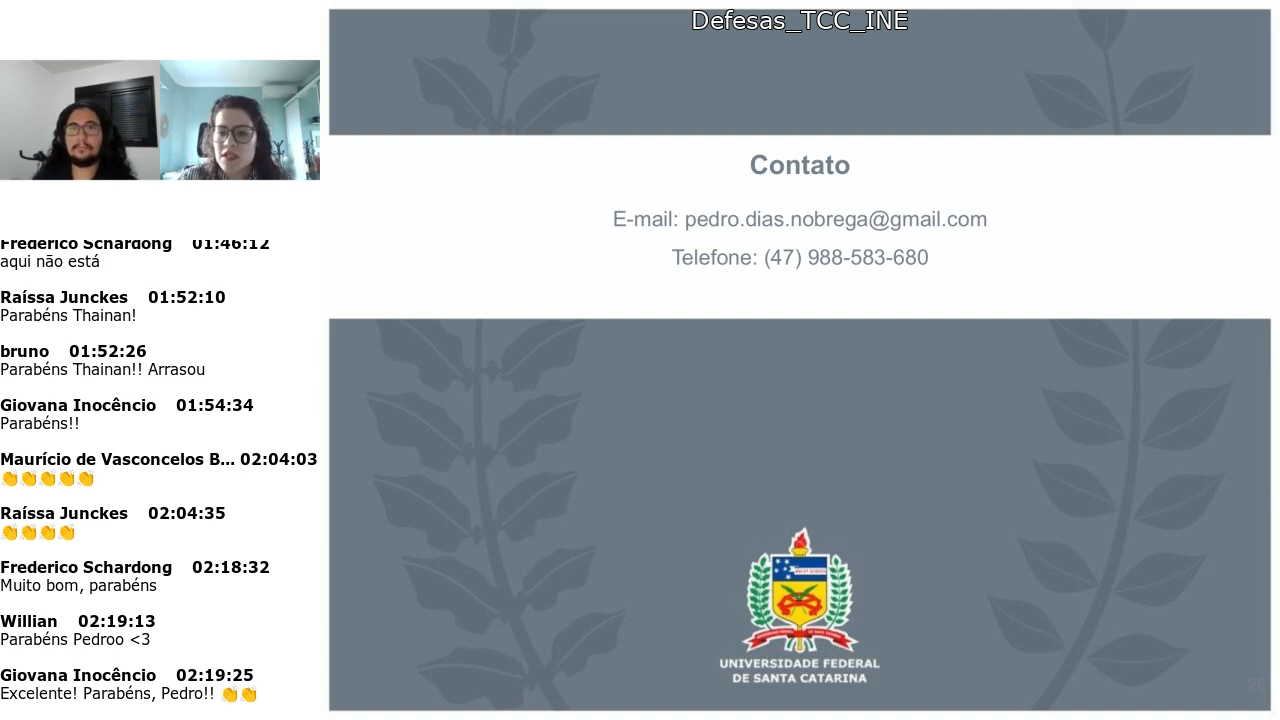 Defesas_TCC_INE
Frederico Schardong 01:46:12
aqui não está
Raíssa Junckes 01:52:10
Parabéns Thainan!
bruno 01:52:26
Parabéns Thainan!! Arrasou
Giovana Inocêncio 01:54:34
Parabéns!!
Maurício de Vasconcelos B... 02:04:03
👏👏👏👏👏
Raíssa Junckes 02:04:35
👏👏👏👏
Frederico Schardong 02:18:32
Muito bom, parabéns
Willian 02:19:13
Parabéns Pedroo <3
Giovana Inocêncio 02:19:25
Excelente! Parabéns, Pedro!! 👏👏
Contato
E-mail: pedro.dias.nobrega@gmail.com
Telefone: (47) 988-583-680
UNIVERSIDADE FEDERAL
DE SANTA CATARINA
20